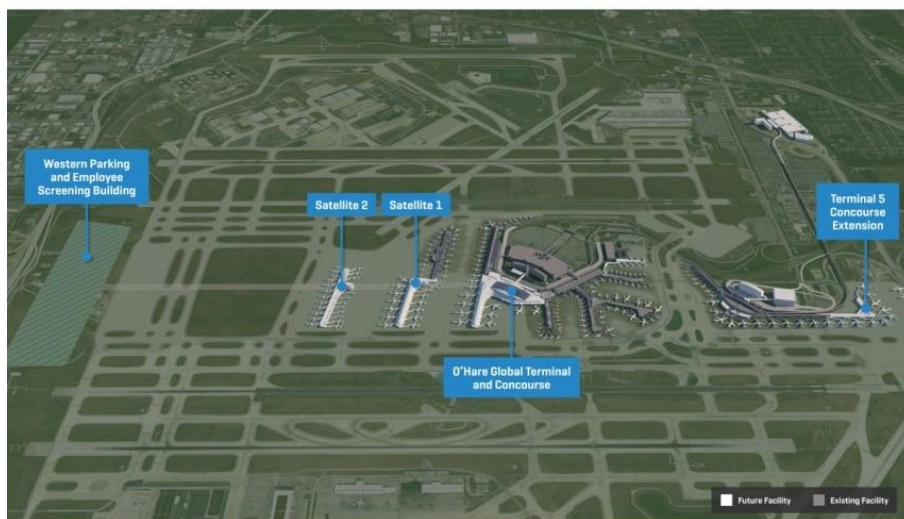 Western Parking
and Employee
Screening Building
Satellite 2
Satellite 1
Terminal 5
Concourse
Extension
O'Hare Global Terminal
and Concourse
Future Facility
Existing Facility